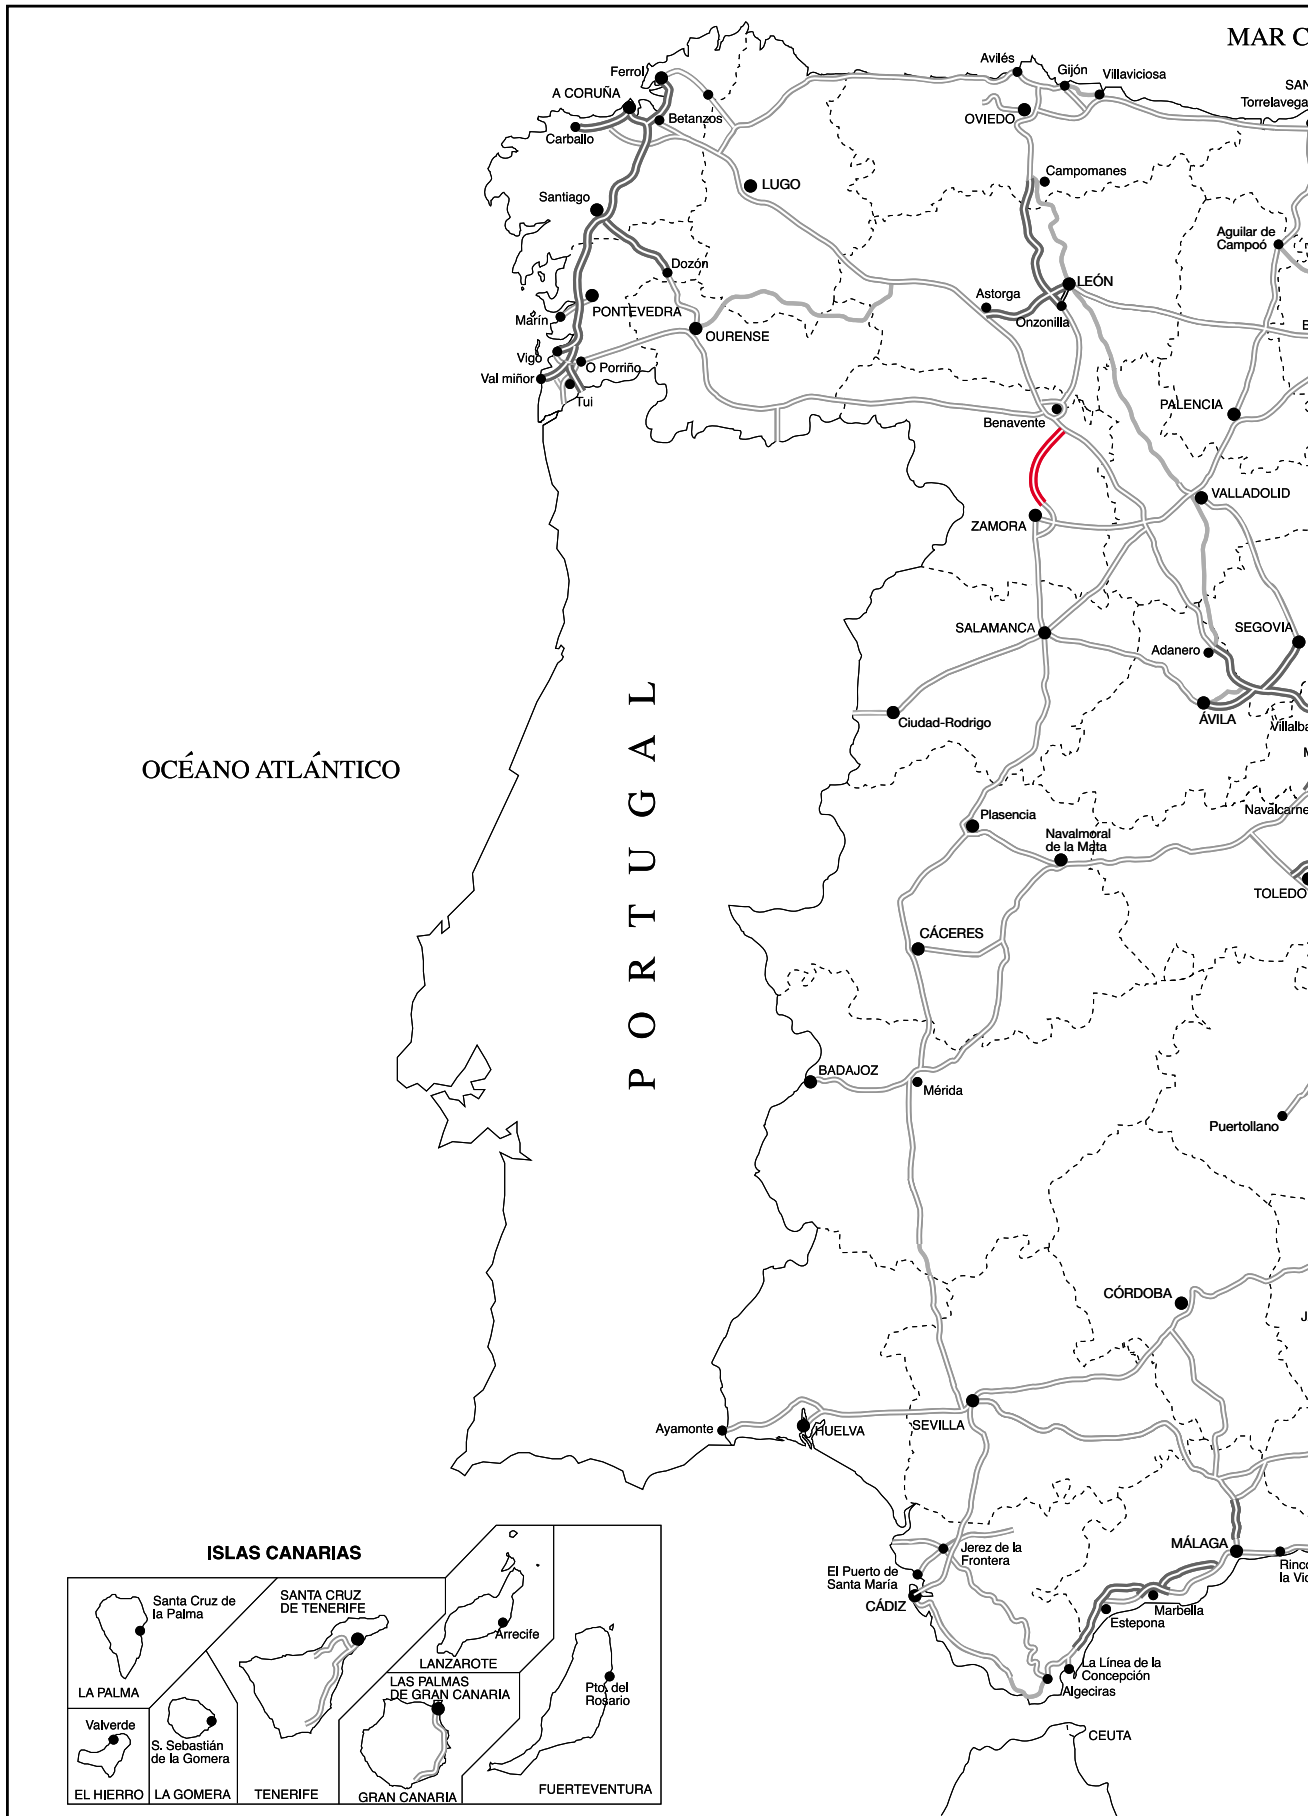 MAR C
Avilés
Gijón
Villaviciosa
Ferrol
SAN
Torrelavega
A CORUÑA
OVIEDO
Betanzos
Carballo
Campomanes
LUGO
Santiago
Aguilar de
Campoó
Dozón
LEÓN
Astorga
PONTEVEDRA
Marín
Onzonilla
OURENSE
Vigo
O Porriño
Val miñor
Tui
PALENCIA
Benavente
VALLADOLID
ZAMORA
SALAMANCA
SEGOVIA
Adanero
ÁVILA
Ciudad-Rodrigo
Villalba
PORTUGAL
OCÉANO ATLÁNTICO
Plasencia
Navalcarne
Navalmoral
de la Mata
TOLEDO
CÁCERES
BADAJOZ
Mérida
Puertollano
CÓRDOBA
J
Ayamonte
HUELVA
SEVILLA
MÁLAGA
Jerez de la
Frontera
Rinco
la Vic
El Puerto de
Santa María
CÁDIZ
Marbella
Estepona
La Línea de la
Concepción
Algeciras
CEUTA
ISLAS CANARIAS
Santa Cruz de
la Palma
SANTA CRUZ
DE TENERIFE
Arrecife
LANZAROTE
LA PALMA
LAS PALMAS
DE GRAN CANARIA
Pto. del
Rosario
Valverde
S. Sebastián
de la Gomera
EL HIERRO
LA GOMERA
TENERIFE
GRAN CANARIA
FUERTEVENTURA